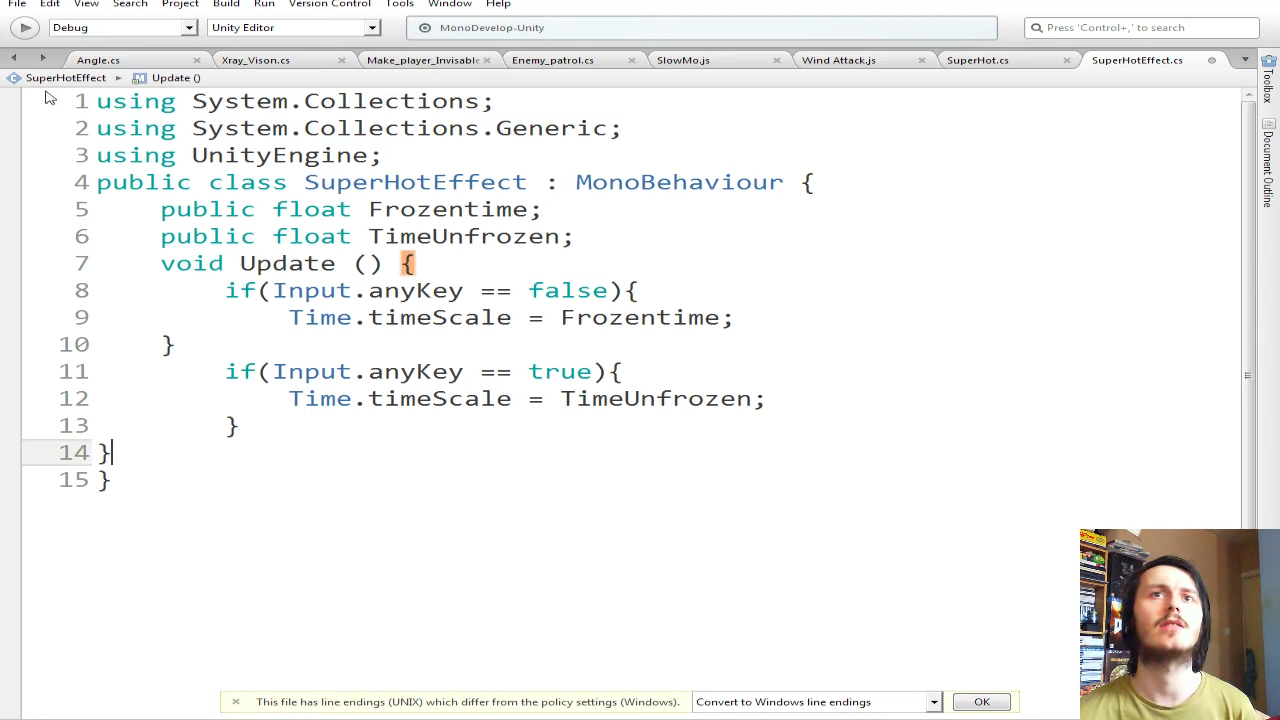 File Edit View Search Project Build Run Version Control Tools Window Help
Debug Unity Editor MonoDevelop-Unity Press 'Control+,' for search
Angle.cs Xray_Vison.cs Make_player_Invisable Enemy_patrol.cs SlowMo.js Wind Attack.js SuperHot.cs SuperHotEffect.cs
SuperHotEffect Update ()
1 using System.Collections;
2 using System.Collections.Generic;
3 using UnityEngine;
4 public class SuperHotEffect : MonoBehaviour {
5 public float Frozentime;
6 public float TimeUnfrozen;
7 void Update () {
8 if(Input.anyKey == false){
9 Time.timeScale = Frozentime;
10 }
11 if(Input.anyKey == true){
12 Time.timeScale = TimeUnfrozen;
13 }
14 }
15 }
Toolbox
Document Outline
This file has line endings (UNIX) which differ from the policy settings (Windows). Convert to Windows line endings OK